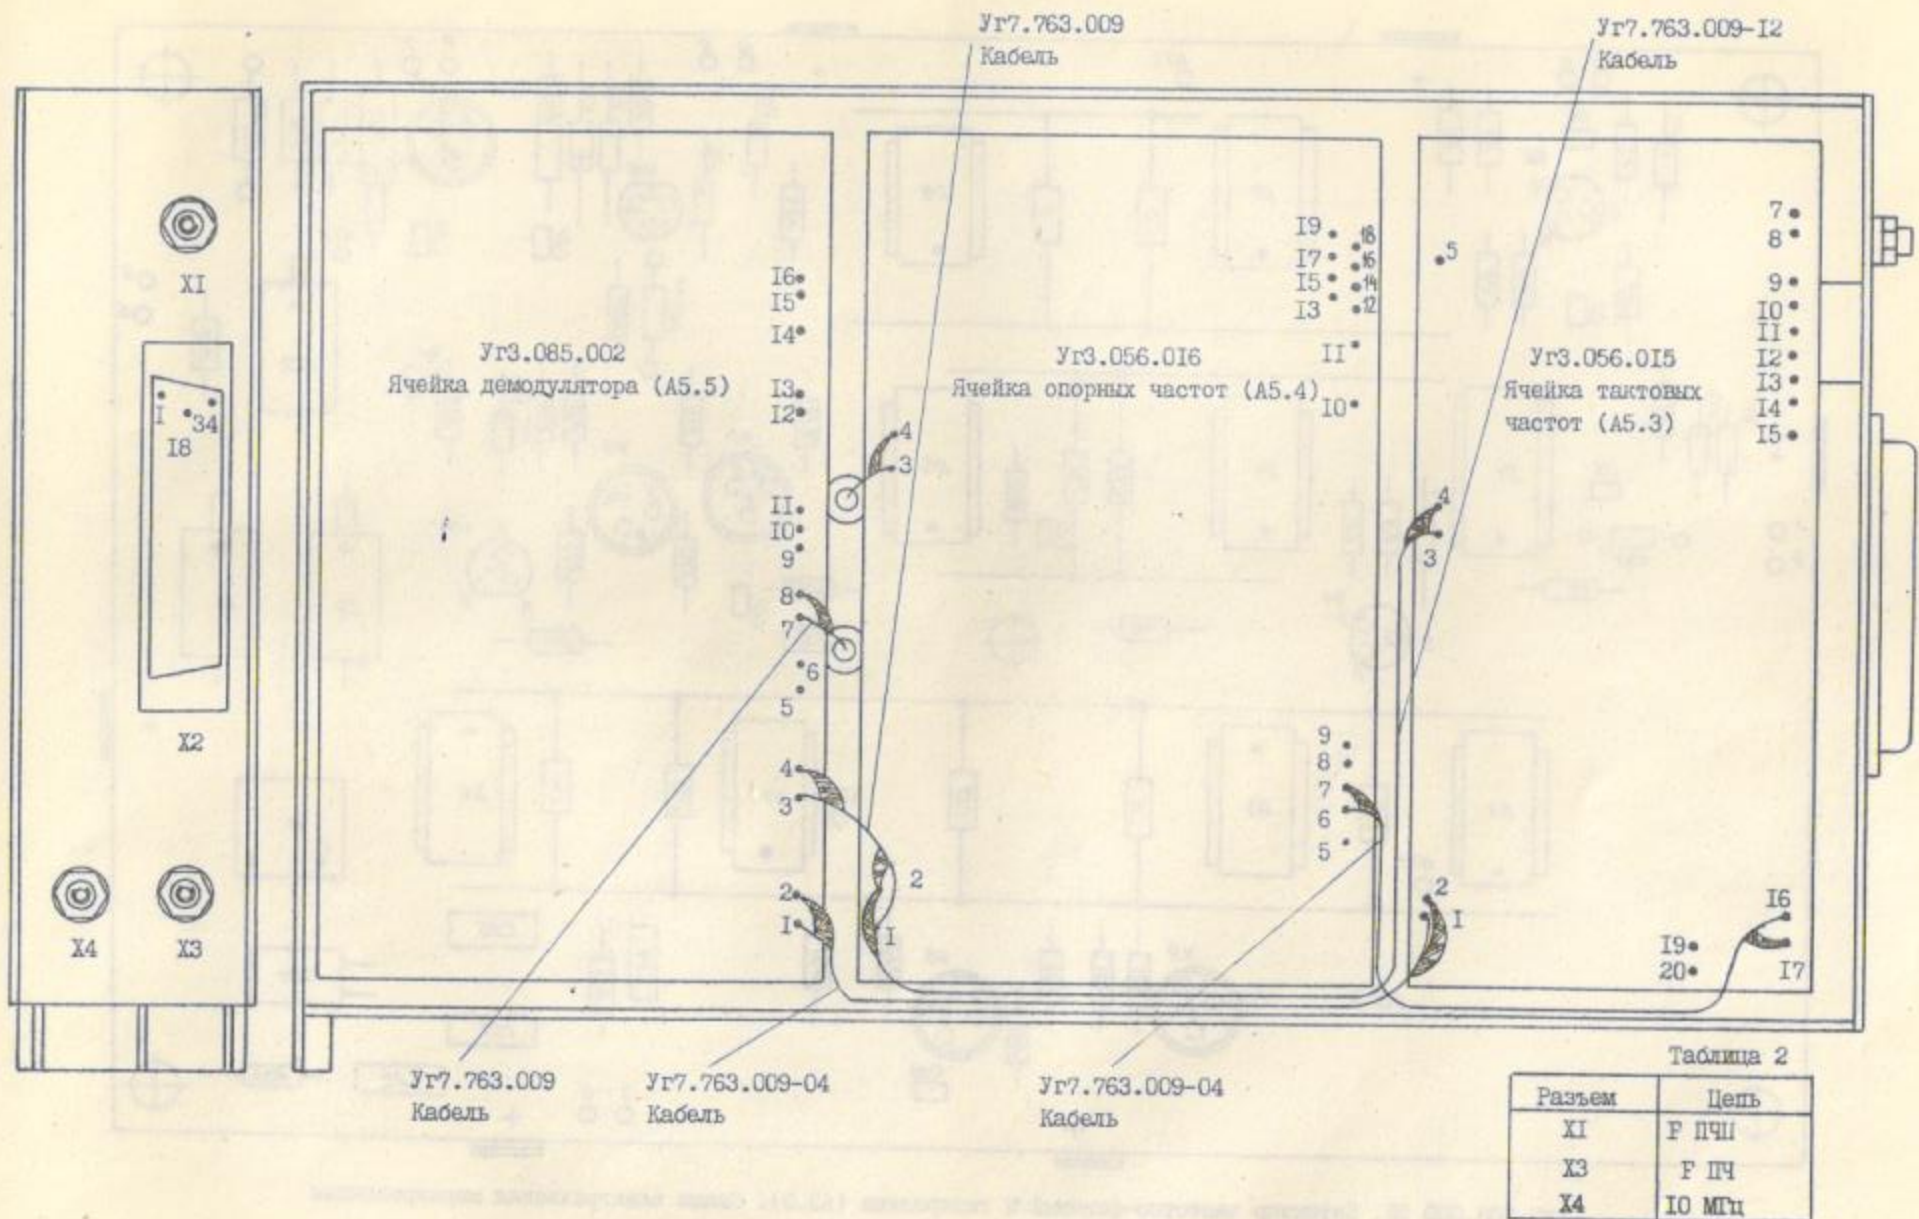 Уг7.763.009
Кабель
Уг7.763.009-I2
Кабель
XI
I
34
I8
X2
X4
X3
Уг3.085.002
Ячейка демодулятора (А5.5)
I6
I5
I4
I3
I2
II
I0
9
8
7
6
5
4
3
2
I
Уг3.056.0I6
Ячейка опорных частот (А5.4)
4
3
2
I
I9
18
I7
16
I5
14
I3
12
II
I0
9
8
7
6
5
Уг3.056.0I5
Ячейка тактовых
частот (А5.3)
5
4
3
2
I
7
8
9
I0
II
I2
I3
I4
I5
I6
I7
I9
20
Уг7.763.009
Кабель
Уг7.763.009-04
Кабель
Уг7.763.009-04
Кабель
Таблица 2
Разъем Цепь
XI F ПЧП
X3 F ПЧ
X4 I0 МГц